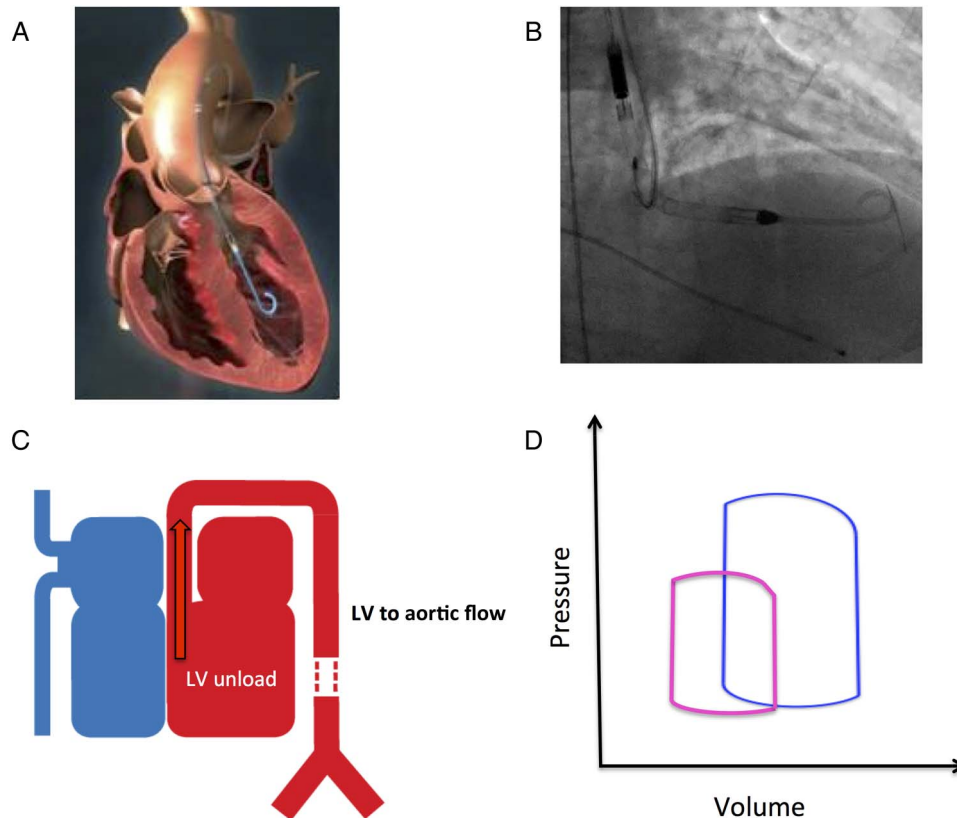 A
B
C
LV to aortic flow
LV unload
D
Pressure
Volume